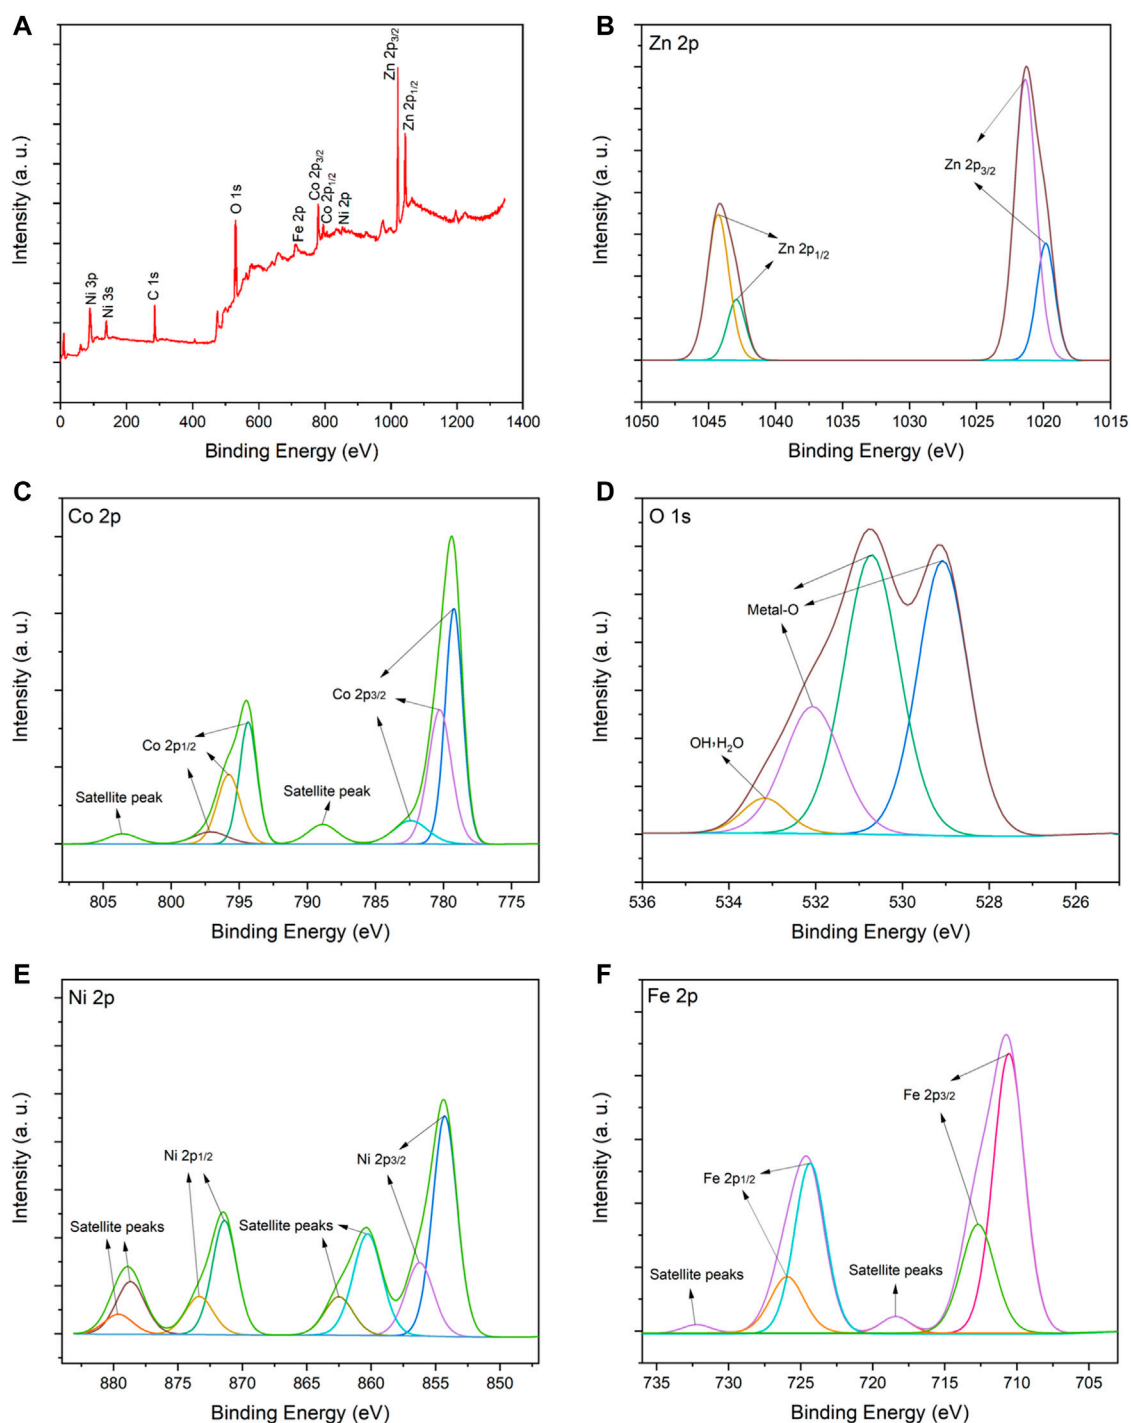 A
Zn 2p3/2
Zn 2p1/2
Co 2p3/2
Co 2p1/2
Ni 2p
Fe 2p
O 1s
C 1s
Ni 3s
Ni 3p
Intensity (a. u.)
0 200 400 600 800 1000 1200 1400
Binding Energy (eV)
B
Zn 2p
Zn 2p3/2
Zn 2p1/2
Intensity (a. u.)
1050 1045 1040 1035 1030 1025 1020 1015
Binding Energy (eV)
C
Co 2p
Co 2p3/2
Co 2p1/2
Satellite peak
Satellite peak
Intensity (a. u.)
805 800 795 790 785 780 775
Binding Energy (eV)
D
O 1s
Metal-O
OH,H2O
Intensity (a. u.)
536 534 532 530 528 526
Binding Energy (eV)
E
Ni 2p
Ni 2p1/2
Ni 2p3/2
Satellite peaks
Satellite peaks
Intensity (a. u.)
880 875 870 865 860 855 850
Binding Energy (eV)
F
Fe 2p
Fe 2p3/2
Fe 2p1/2
Satellite peaks
Satellite peaks
Intensity (a. u.)
735 730 725 720 715 710 705
Binding Energy (eV)